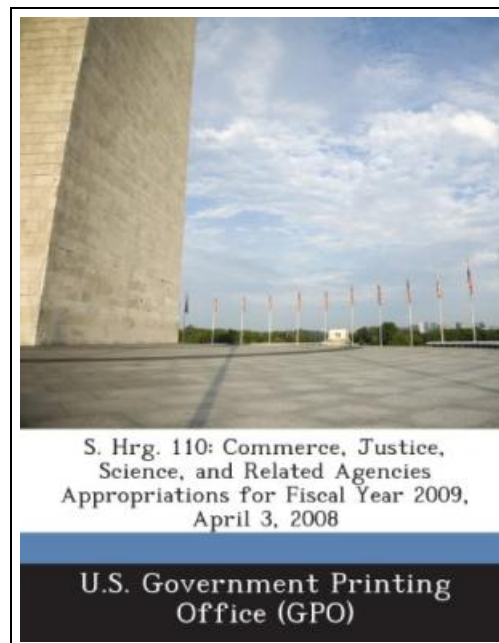 S. Hrg. 110: Commerce, Justice,
Science, and Related Agencies
Appropriations for Fiscal Year 2009,
April 3, 2008
U.S. Government Printing
Office (GPO)